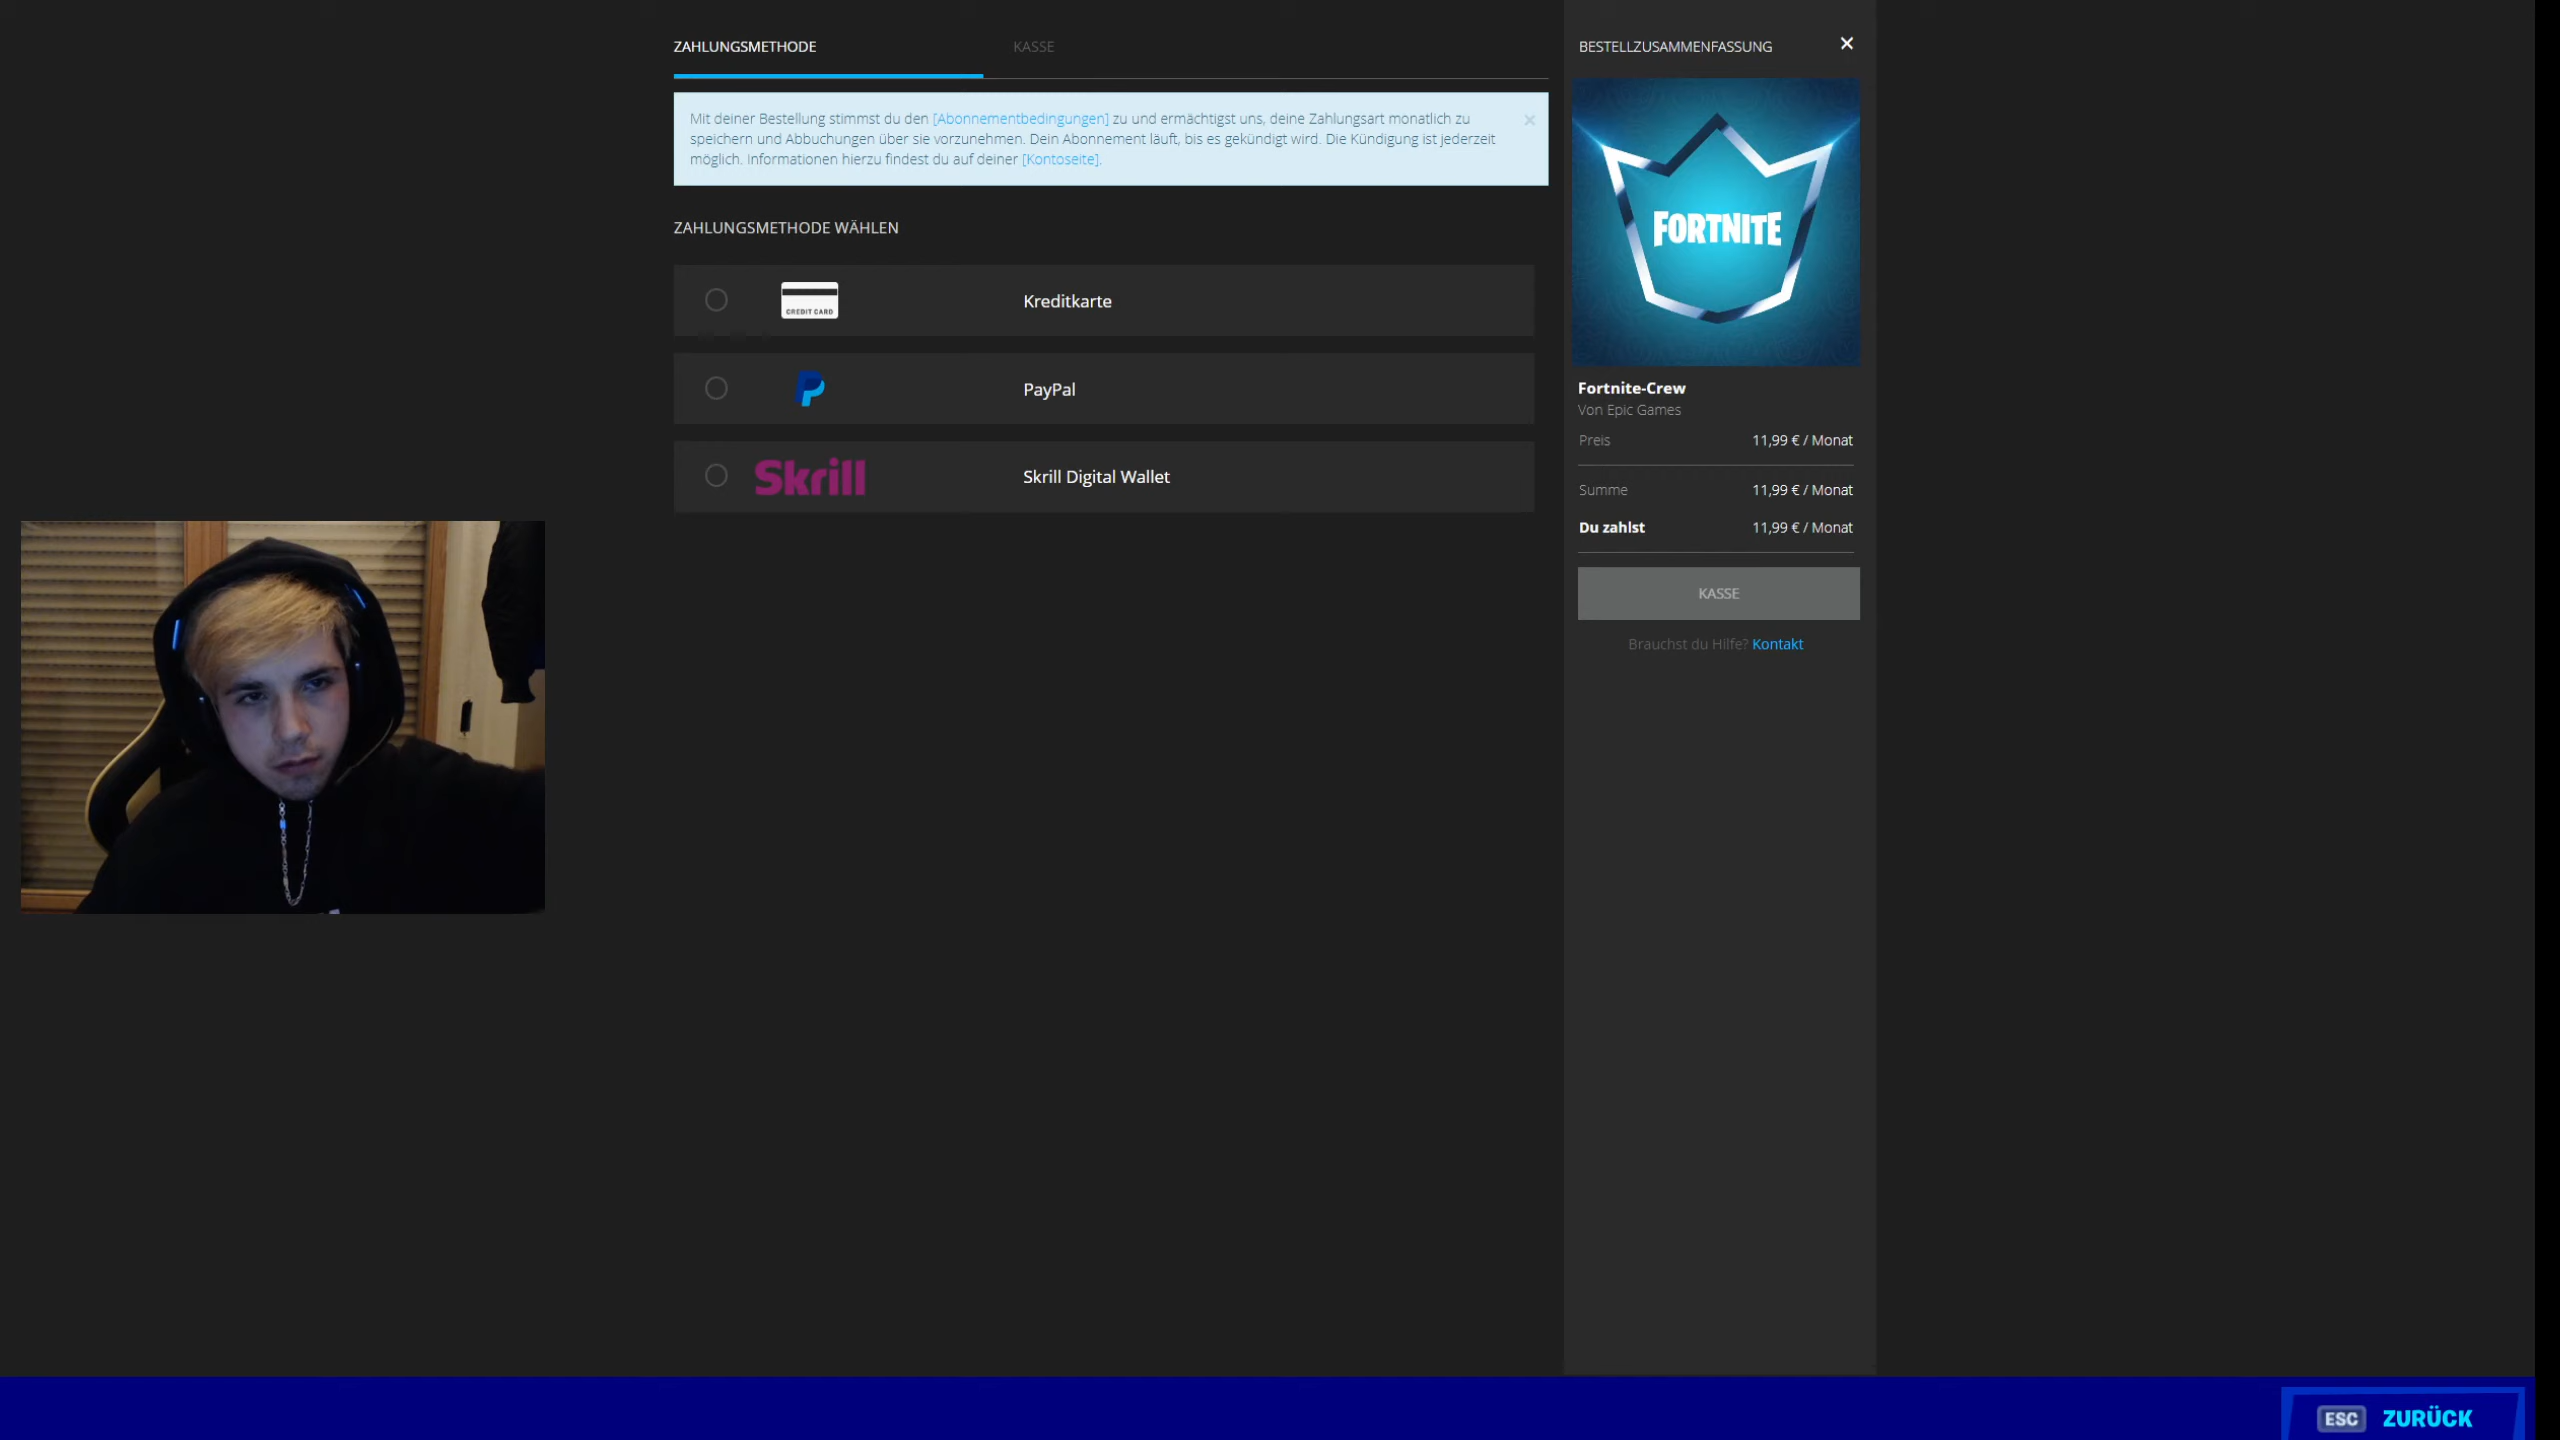 ZAHLUNGSMETHODE
KASSE
Mit deiner Bestellung stimmst du den [Abonnementbedingungen] zu und ermächtigst uns, deine Zahlungsart monatlich zu
speichern und Abbuchungen über sie vorzunehmen. Dein Abonnement läuft, bis es gekündigt wird. Die Kündigung ist jederzeit
möglich. Informationen hierzu findest du auf deiner [Kontoseite].
ZAHLUNGSMETHODE WÄHLEN
CREDIT CARD
Kreditkarte
PayPal
Skrill
Skrill Digital Wallet
BESTELLZUSAMMENFASSUNG
FORTNITE
Fortnite-Crew
Von Epic Games
Preis 11,99 € / Monat
Summe 11,99 € / Monat
Du zahlst 11,99 € / Monat
KASSE
Brauchst du Hilfe? Kontakt
ESC ZURÜCK